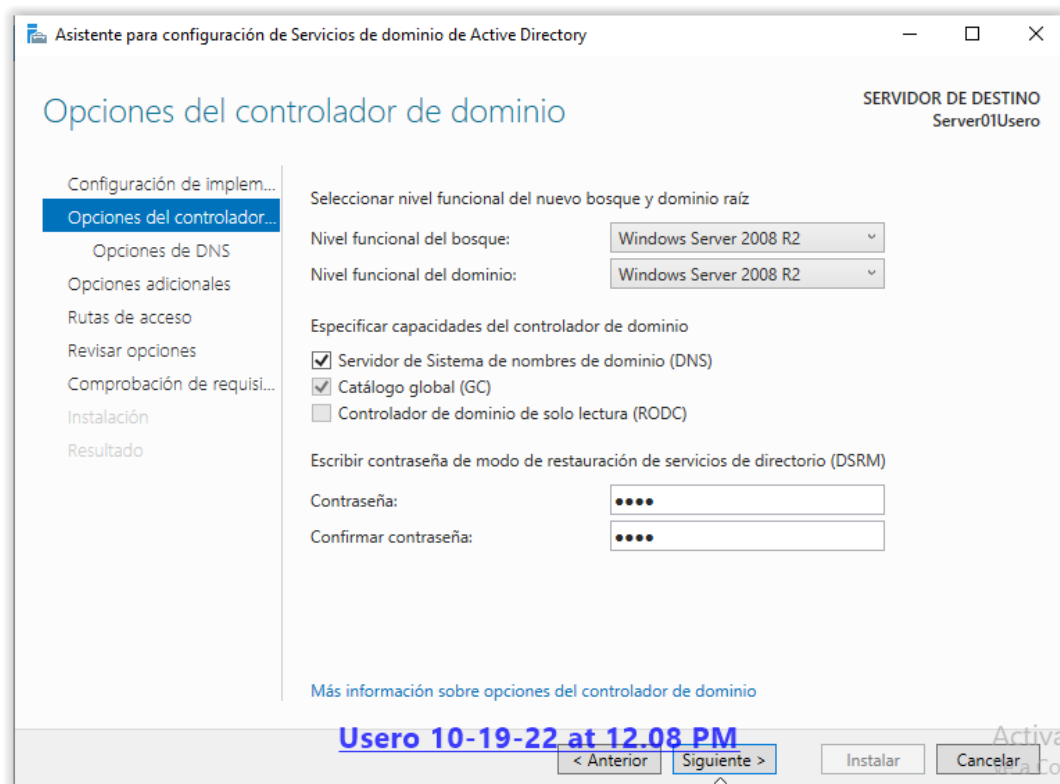 Asistente para configuración de Servicios de dominio de Active Directory
Opciones del controlador de dominio
SERVIDOR DE DESTINO
Server01Usero
Configuración de implem...
Opciones del controlador...
Opciones de DNS
Opciones adicionales
Rutas de acceso
Revisar opciones
Comprobación de requisi...
Instalación
Resultado
Seleccionar nivel funcional del nuevo bosque y dominio raíz
Nivel funcional del bosque: Windows Server 2008 R2
Nivel funcional del dominio: Windows Server 2008 R2
Especificar capacidades del controlador de dominio
Servidor de Sistema de nombres de dominio (DNS)
Catálogo global (GC)
Controlador de dominio de solo lectura (RODC)
Escribir contraseña de modo de restauración de servicios de directorio (DSRM)
Contraseña: ••••
Confirmar contraseña: ••••
Más información sobre opciones del controlador de dominio
Usero 10-19-22 at 12.08 PM
< Anterior Siguiente > Instalar Cancelar
Activa